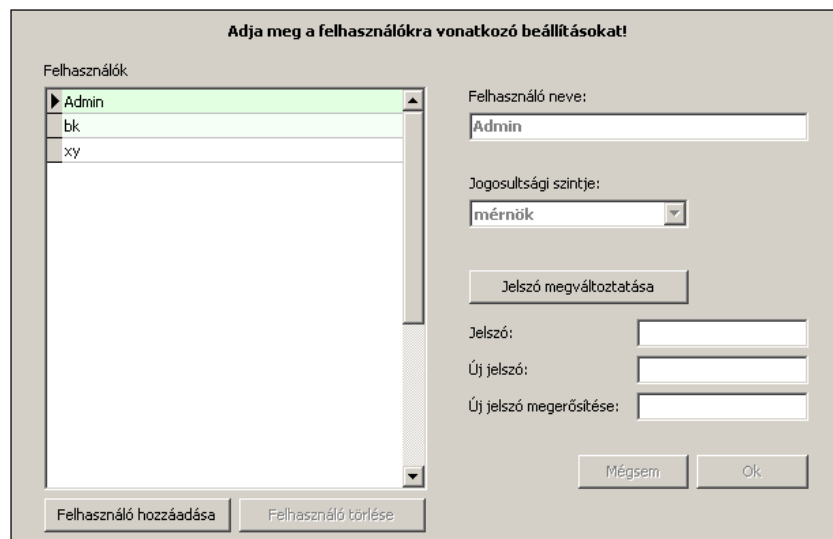 Adja meg a felhasználókra vonatkozó beállításokat!
Felhasználók
Admin
bk
xy
Felhasználó hozzáadása
Felhasználó törlése
Felhasználó neve:
Admin
Jogosultsági szintje:
mérnök
Jelszó megváltoztatása
Jelszó:
Új jelszó:
Új jelszó megerősítése:
Mégsem
Ok